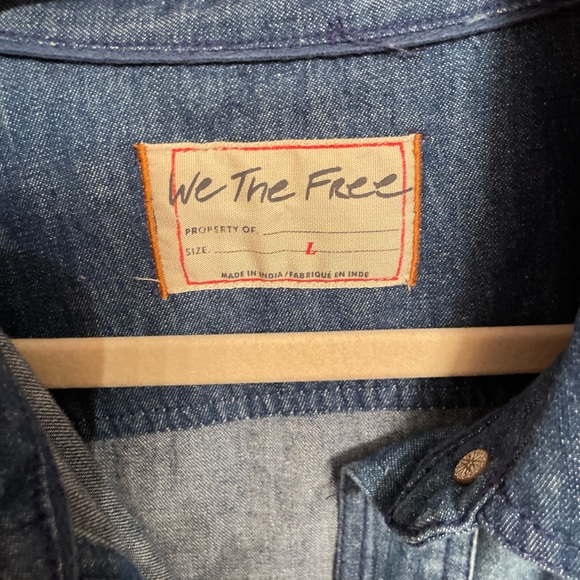 We The Free
PROPERTY OF
SIZE L
MADE IN INDIA / FABRIQUÉ EN INDE